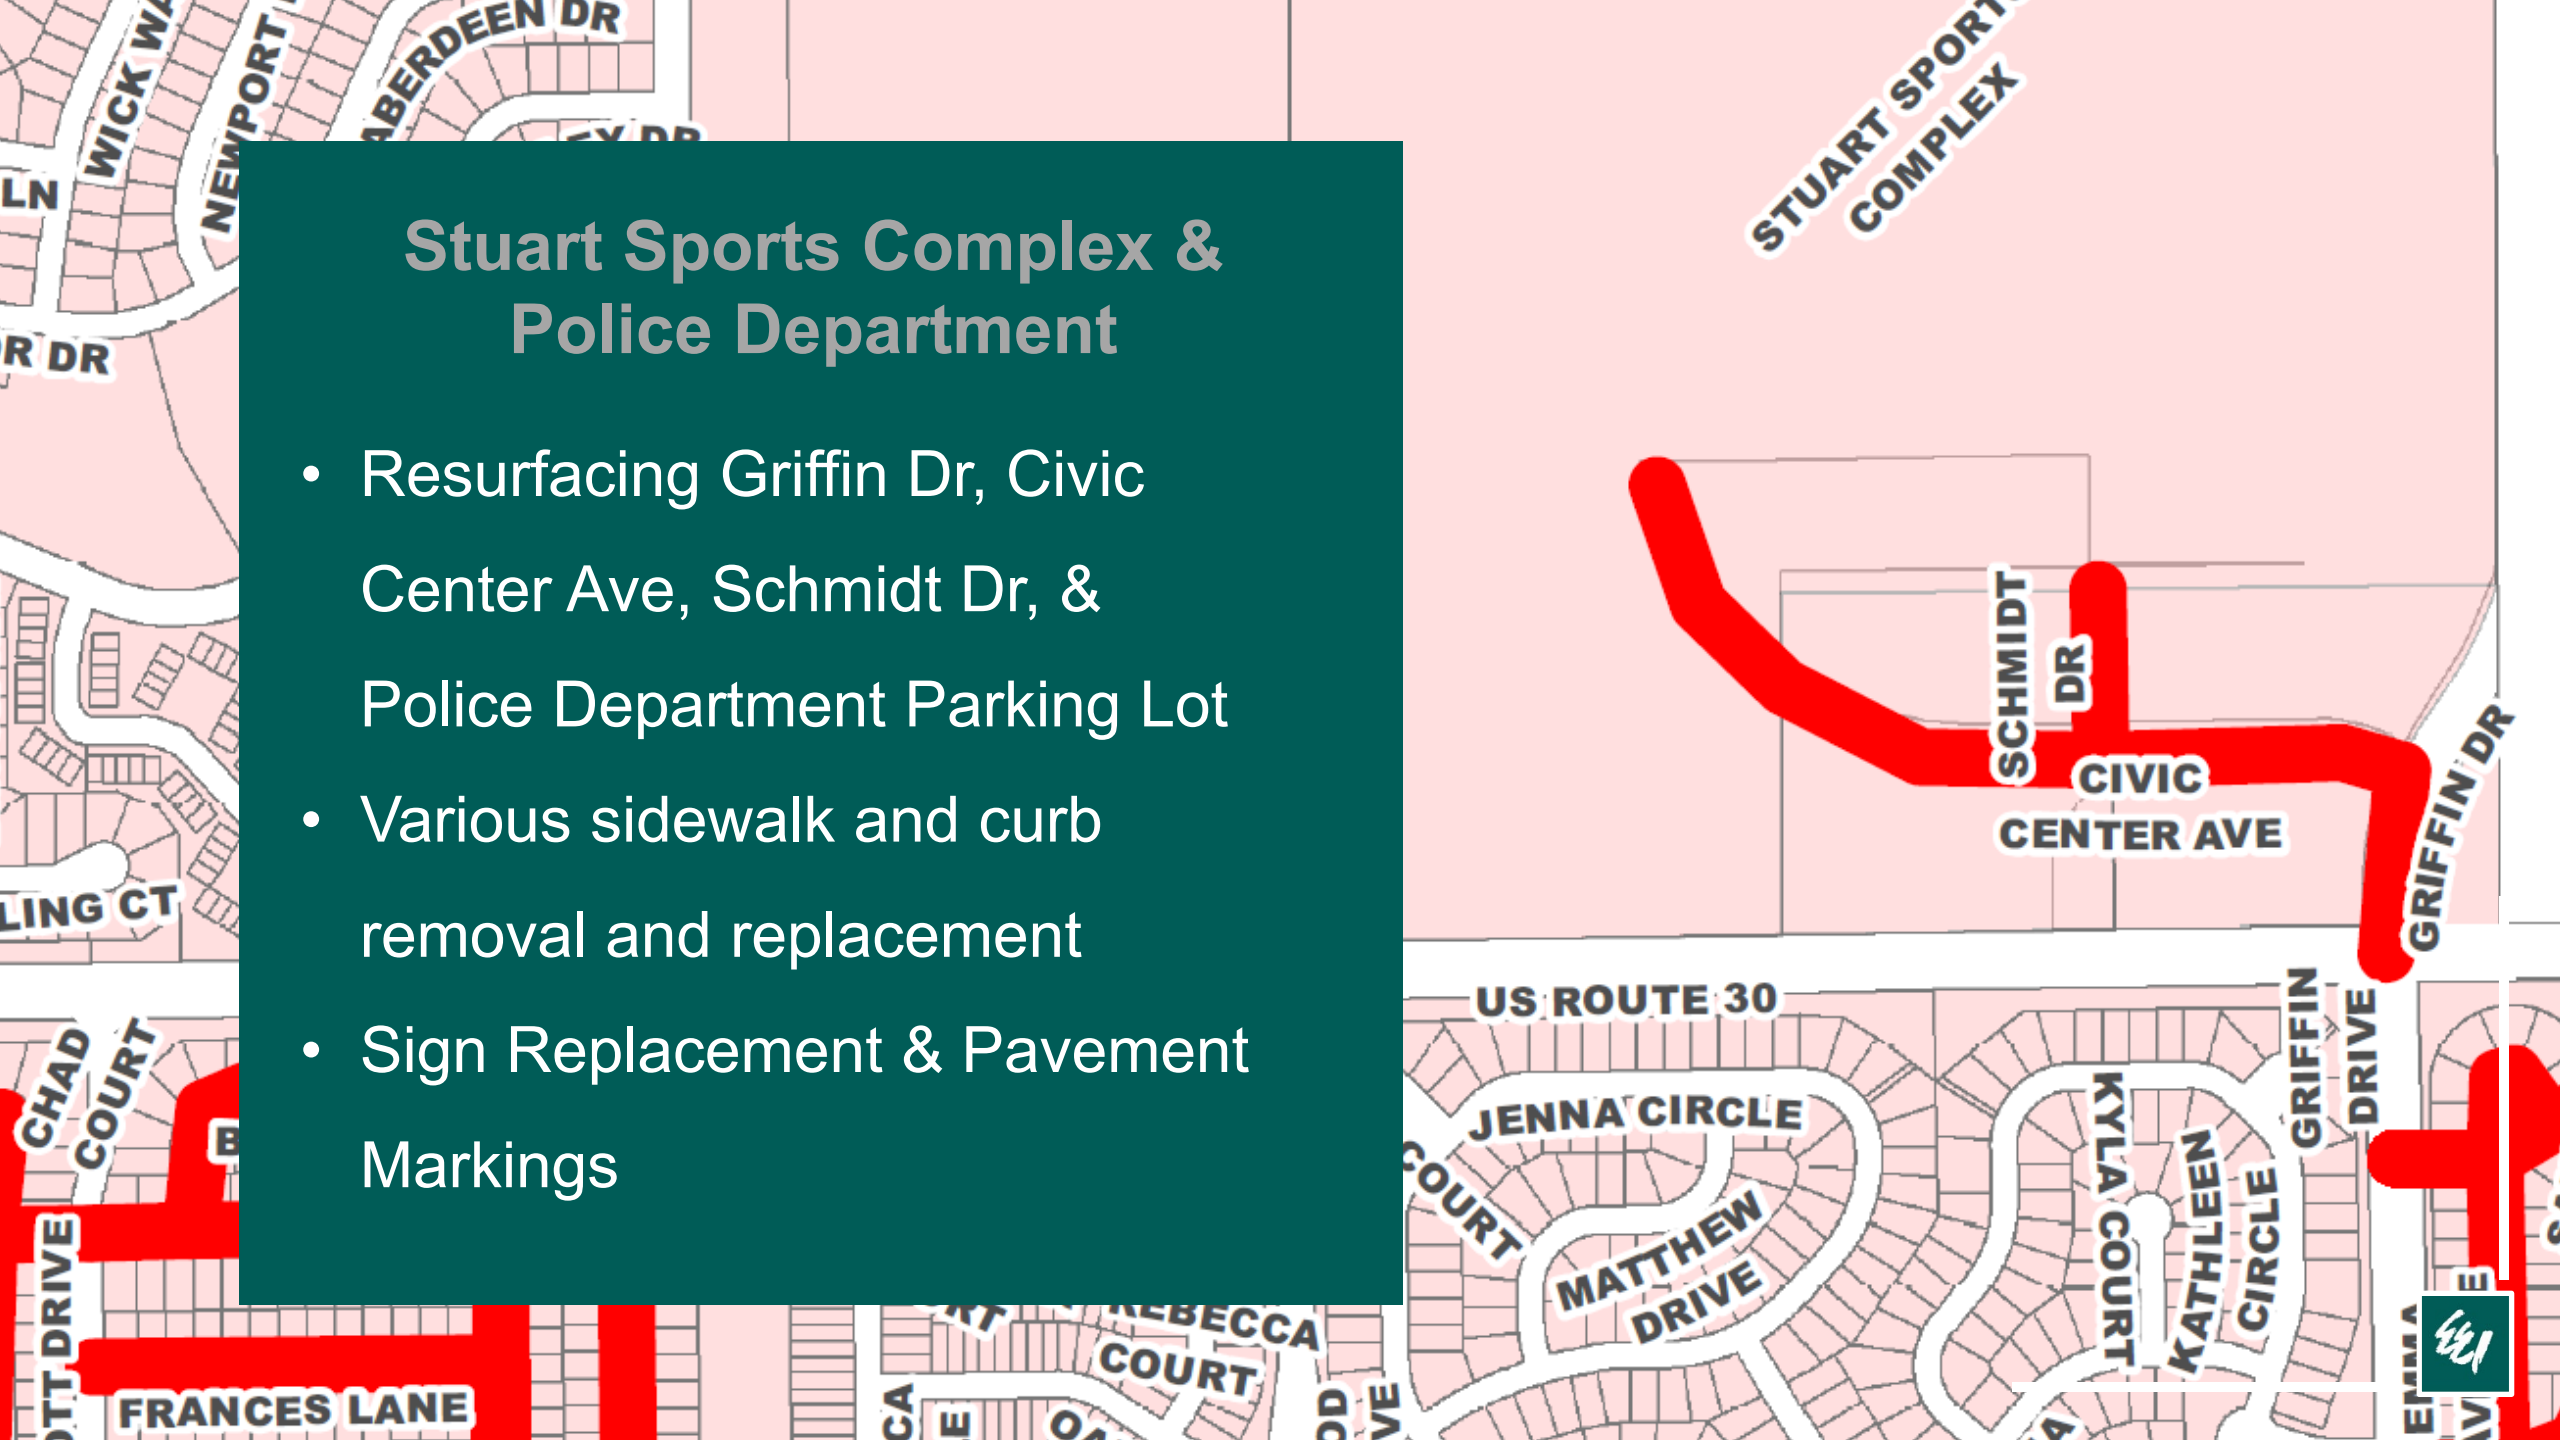 WICK
NEWPORT
ABERDEEN DR
DR
STUART SPORTS
COMPLEX
LN
DR
Stuart Sports Complex &
Police Department
• Resurfacing Griffin Dr, Civic
Center Ave, Schmidt Dr, &
Police Department Parking Lot
• Various sidewalk and curb
removal and replacement
• Sign Replacement & Pavement
Markings
SCHMIDT
DR
CIVIC
CENTER AVE
GRIFFIN DR
CT
US ROUTE 30
GRIFFIN
DRIVE
CHAD
COURT
JENNA CIRCLE
COURT
MATTHEW
DRIVE
KYLA COURT
KATHLEEN
CIRCLE
DRIVE
REBECCA
COURT
FRANCES LANE
EMMA
EEI